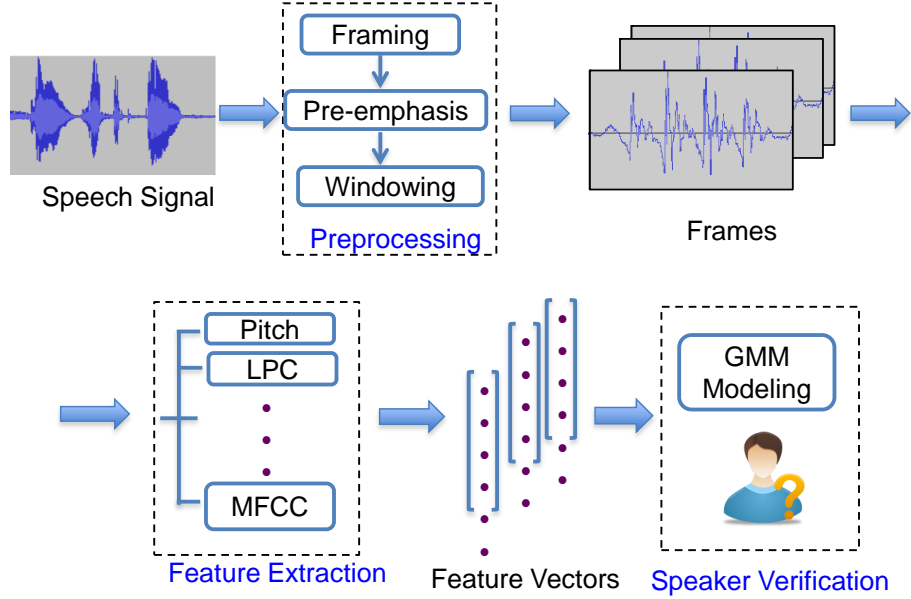 Framing
Pre-emphasis
Windowing
Speech Signal
Preprocessing
Frames
Pitch
LPC
MFCC
GMM
Modeling
Feature Extraction
Feature Vectors
Speaker Verification